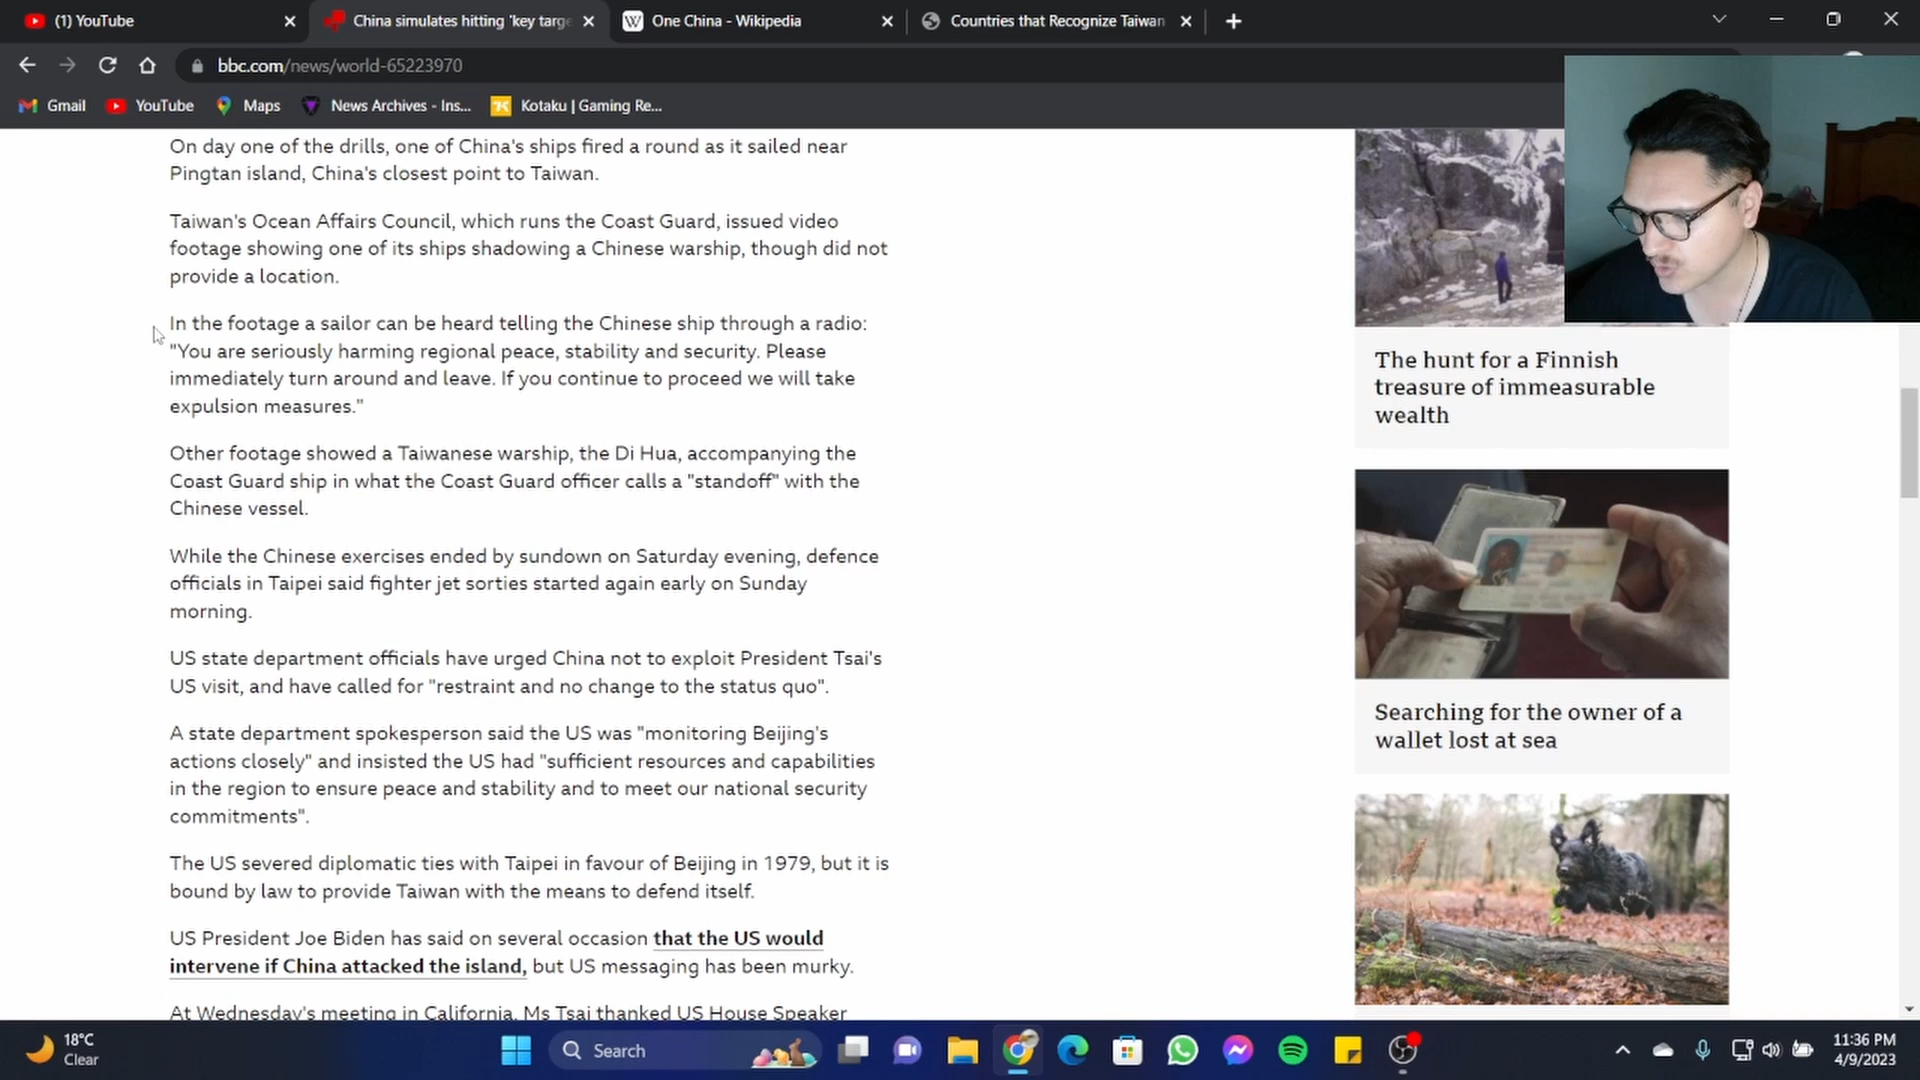 (1) YouTube
China simulates hitting 'key targe
One China - Wikipedia
Countries that Recognize Taiwan
bbc.com/news/world-65223970
Gmail
YouTube
Maps
News Archives - Ins...
Kotaku | Gaming Re...
On day one of the drills, one of China's ships fired a round as it sailed near
Pingtan island, China's closest point to Taiwan.
Taiwan's Ocean Affairs Council, which runs the Coast Guard, issued video
footage showing one of its ships shadowing a Chinese warship, though did not
provide a location.
In the footage a sailor can be heard telling the Chinese ship through a radio:
"You are seriously harming regional peace, stability and security. Please
immediately turn around and leave. If you continue to proceed we will take
expulsion measures."
Other footage showed a Taiwanese warship, the Di Hua, accompanying the
Coast Guard ship in what the Coast Guard officer calls a "standoff" with the
Chinese vessel.
While the Chinese exercises ended by sundown on Saturday evening, defence
officials in Taipei said fighter jet sorties started again early on Sunday
morning.
US state department officials have urged China not to exploit President Tsai's
US visit, and have called for "restraint and no change to the status quo".
A state department spokesperson said the US was "monitoring Beijing's
actions closely" and insisted the US had "sufficient resources and capabilities
in the region to ensure peace and stability and to meet our national security
commitments".
The US severed diplomatic ties with Taipei in favour of Beijing in 1979, but it is
bound by law to provide Taiwan with the means to defend itself.
US President Joe Biden has said on several occasion that the US would
intervene if China attacked the island, but US messaging has been murky.
At Wednesday's meeting in California, Ms Tsai thanked US House Speaker
The hunt for a Finnish
treasure of immeasurable
wealth
Searching for the owner of a
wallet lost at sea
18°C
Clear
Search
11:36 PM
4/9/2023